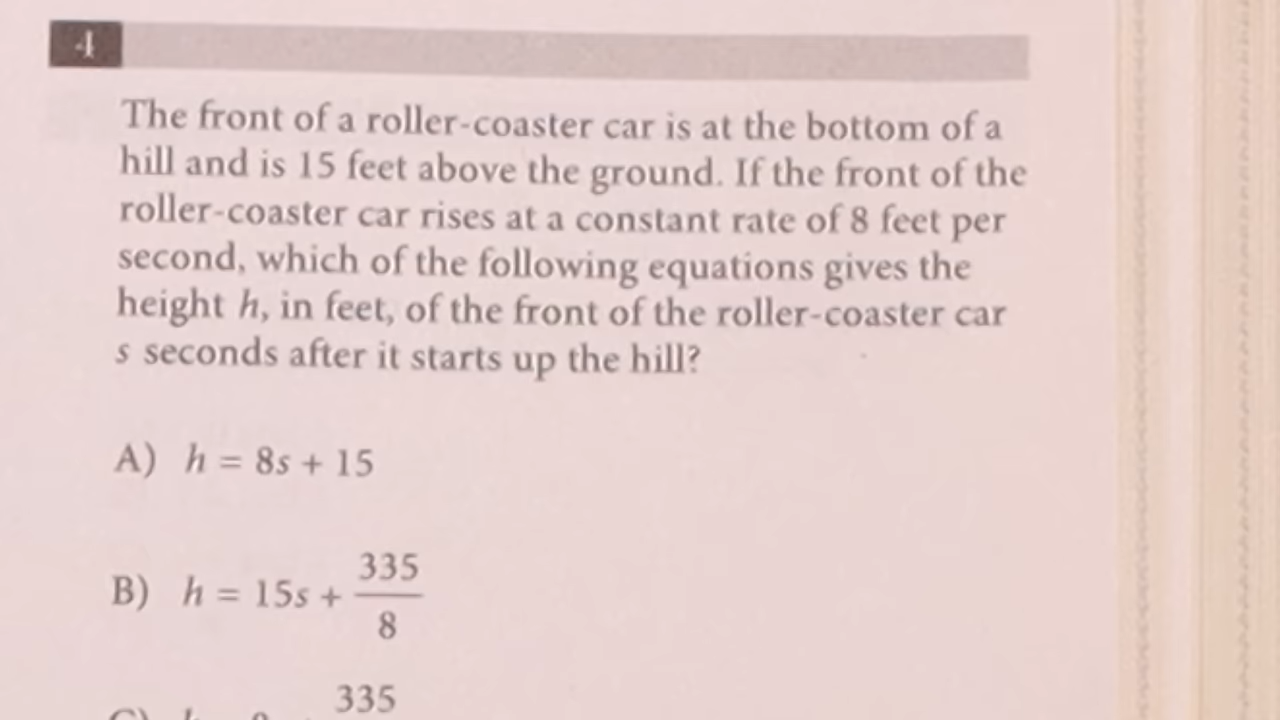 4
The front of a roller-coaster car is at the bottom of a
hill and is 15 feet above the ground. If the front of the
roller-coaster car rises at a constant rate of 8 feet per
second, which of the following equations gives the
height h, in feet, of the front of the roller-coaster car
s seconds after it starts up the hill?
A) h = 8s + 15
B) h = 15s + 335/8
335